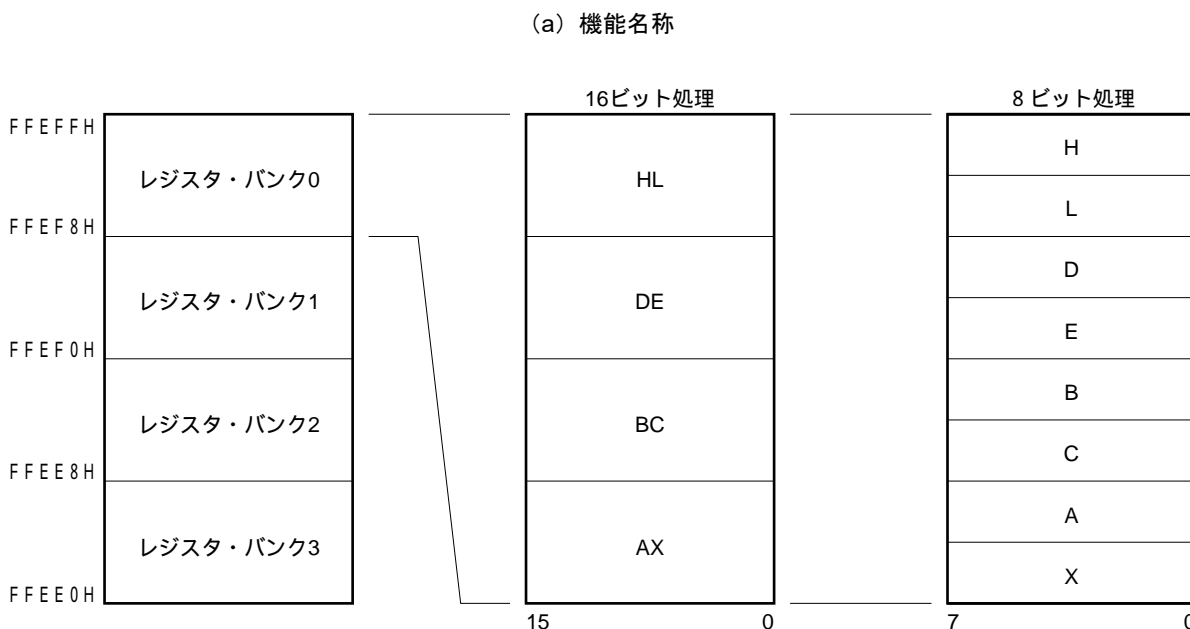 （a）機能名称
16ビット処理
8 ビット処理
FFEFFH
レジスタ・バンク0
HL
H
L
FFEF8H
レジスタ・バンク1
DE
D
E
FFEF0H
レジスタ・バンク2
BC
B
C
FFEE8H
レジスタ・バンク3
AX
A
X
FFEE0H
15 0
7 0